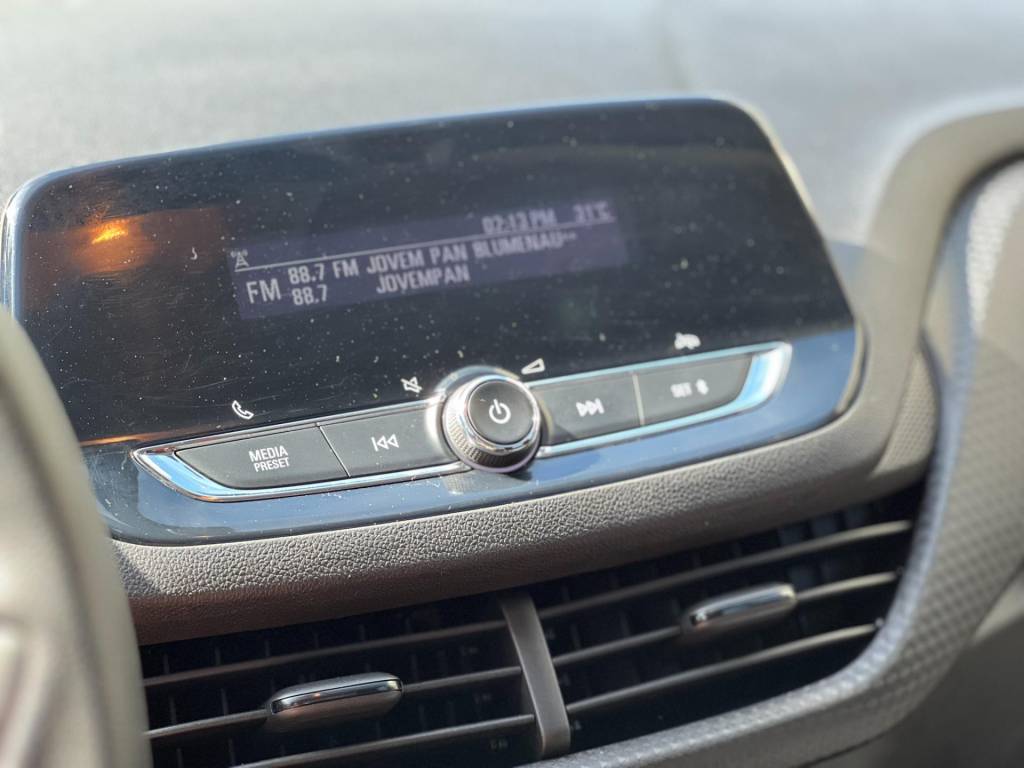 02:13 PM 31°C
88.7 FM JOVEM PAN BLUMENAU
FM 88.7 JOVEMPAN
MEDIA
PRESET
SET